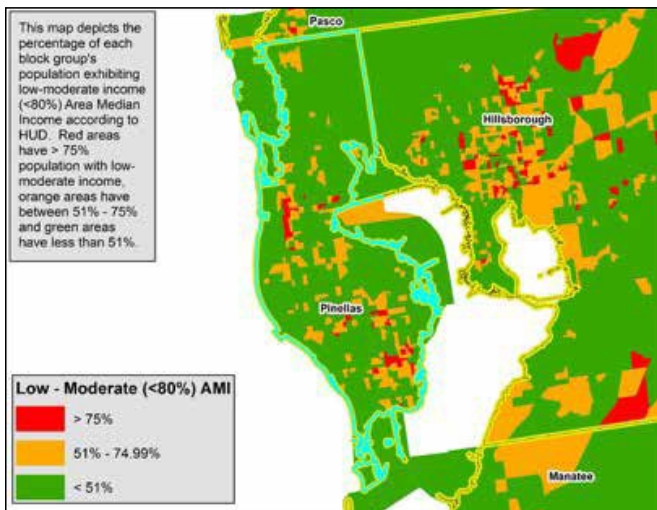 This map depicts the
percentage of each
block group's
population exhibiting
low-moderate income
(<80%) Area Median
Income according to
HUD. Red areas
have > 75%
population with low-
moderate income,
orange areas have
between 51% - 75%
and green areas
have less than 51%.
Pasco
Hillsborough
Pinellas
Manatee
Low - Moderate (<80%) AMI
> 75%
51% - 74.99%
< 51%